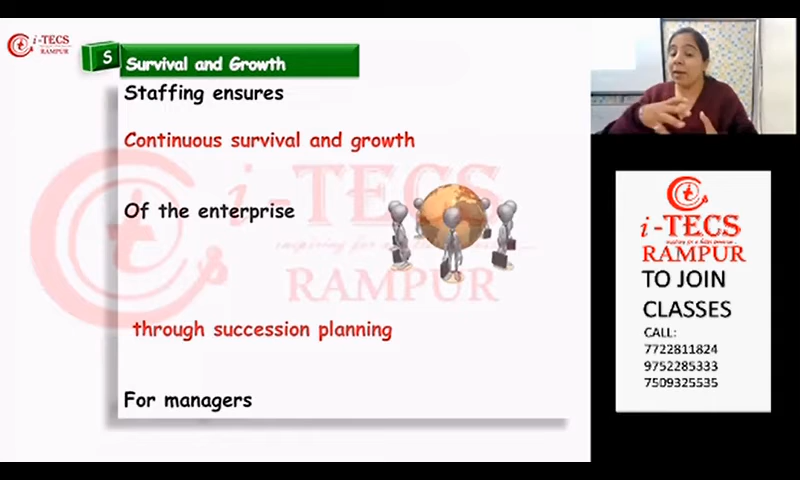 i-TECS
RAMPUR
S
Survival and Growth
Staffing ensures
Continuous survival and growth
Of the enterprise
through succession planning
For managers
i-TECS
RAMPUR
i-TECS
RAMPUR
TO JOIN
CLASSES
CALL:
7722811824
9752285333
7509325535